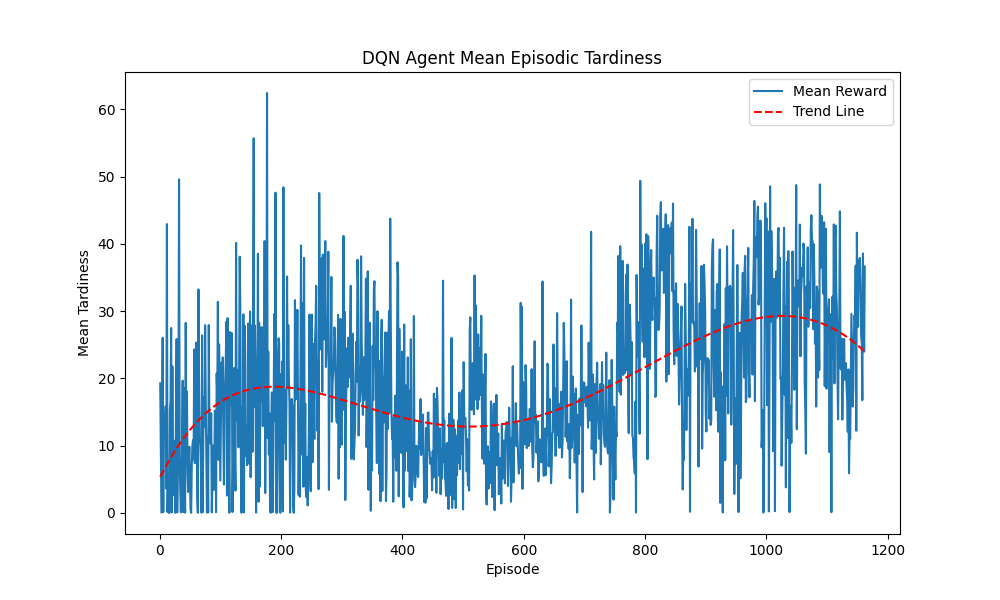 DQN Agent Mean Episodic Tardiness
Mean Reward
Trend Line
60
50
40
30
20
10
0
Mean Tardiness
0 200 400 600 800 1000 1200
Episode